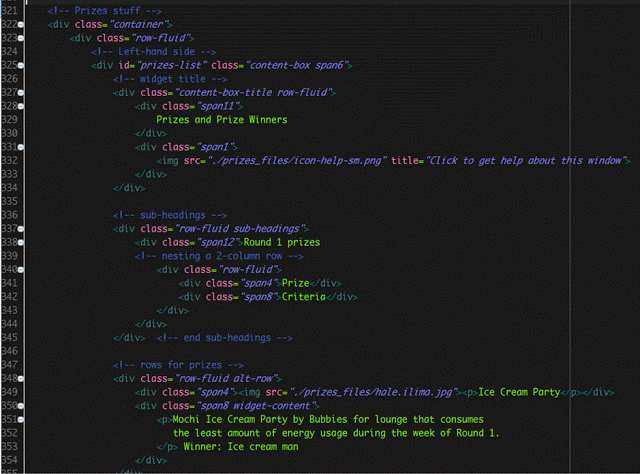 321 <!-- Prizes stuff -->
322 <div class="container">
323 <div class="row-fluid">
324 <!-- Left-hand side -->
325 <div id="prizes-list" class="content-box span6">
326 <!-- widget title -->
327 <div class="content-box-title row-fluid">
328 <div class="span11">
329 Prizes and Prize Winners
330 </div>
331 <div class="span1">
332 <img src="./prizes_files/icon-help-sm.png" title="Click to get help about this window">
333 </div>
334 </div>
335
336 <!-- sub-headings -->
337 <div class="row-fluid sub-headings">
338 <div class="span12">Round 1 prizes
339 <!-- nesting a 2-column row -->
340 <div class="row-fluid">
341 <div class="span4">Prize</div>
342 <div class="span8">Criteria</div>
343 </div>
344 </div>
345 </div> <!-- end sub-headings -->
346
347 <!-- rows for prizes -->
348 <div class="row-fluid alt-row">
349 <div class="span4"><img src="./prizes_files/hale.ilima.jpg"><p>Ice Cream Party</p></div>
350 <div class="span8 widget-content">
351 <p>Mochi Ice Cream Party by Bubbies for lounge that consumes
352 the least amount of energy usage during the week of Round 1.
353 </p> Winner: Ice cream man
354 </div>
355 </div>